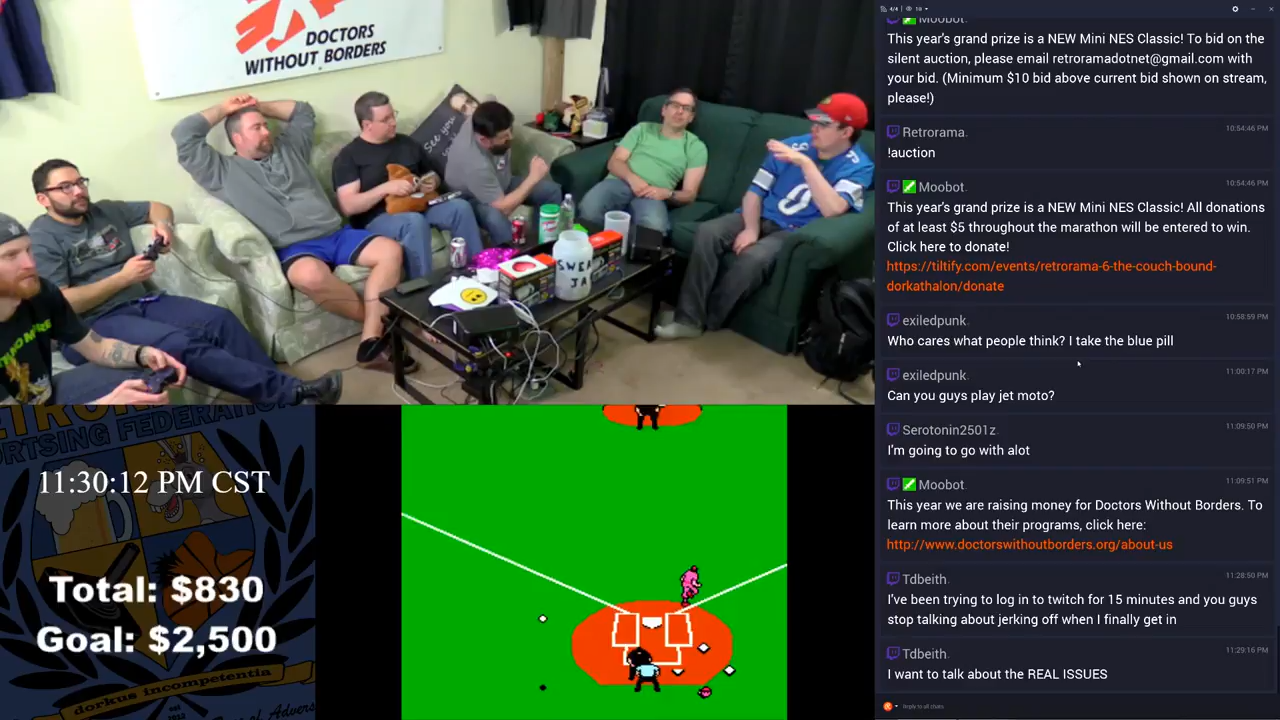 DOCTORS
WITHOUT BORDERS
See you
SWEAR
JA
11:30:12 PM CST
Total: $830
Goal: $2,500
dorkus incompetentia
4/4
18
Moobot.
This year's grand prize is a NEW Mini NES Classic! To bid on the
silent auction, please email retroramadotnet@gmail.com with
your bid. (Minimum $10 bid above current bid shown on stream,
please!)
Retrorama.
10:54:46 PM
!auction
Moobot.
10:54:46 PM
This year's grand prize is a NEW Mini NES Classic! All donations
of at least $5 throughout the marathon will be entered to win.
Click here to donate!
https://tiltify.com/events/retrorama-6-the-couch-bound-
dorkathalon/donate
exiledpunk.
10:58:59 PM
Who cares what people think? I take the blue pill
exiledpunk.
11:00:17 PM
Can you guys play jet moto?
Serotonin2501z.
11:09:50 PM
I'm going to go with alot
Moobot.
11:09:51 PM
This year we are raising money for Doctors Without Borders. To
learn more about their programs, click here:
http://www.doctorswithoutborders.org/about-us
Tdbeith.
11:28:50 PM
I've been trying to log in to twitch for 15 minutes and you guys
stop talking about jerking off when I finally get in
Tdbeith.
11:29:16 PM
I want to talk about the REAL ISSUES
Reply to all chats